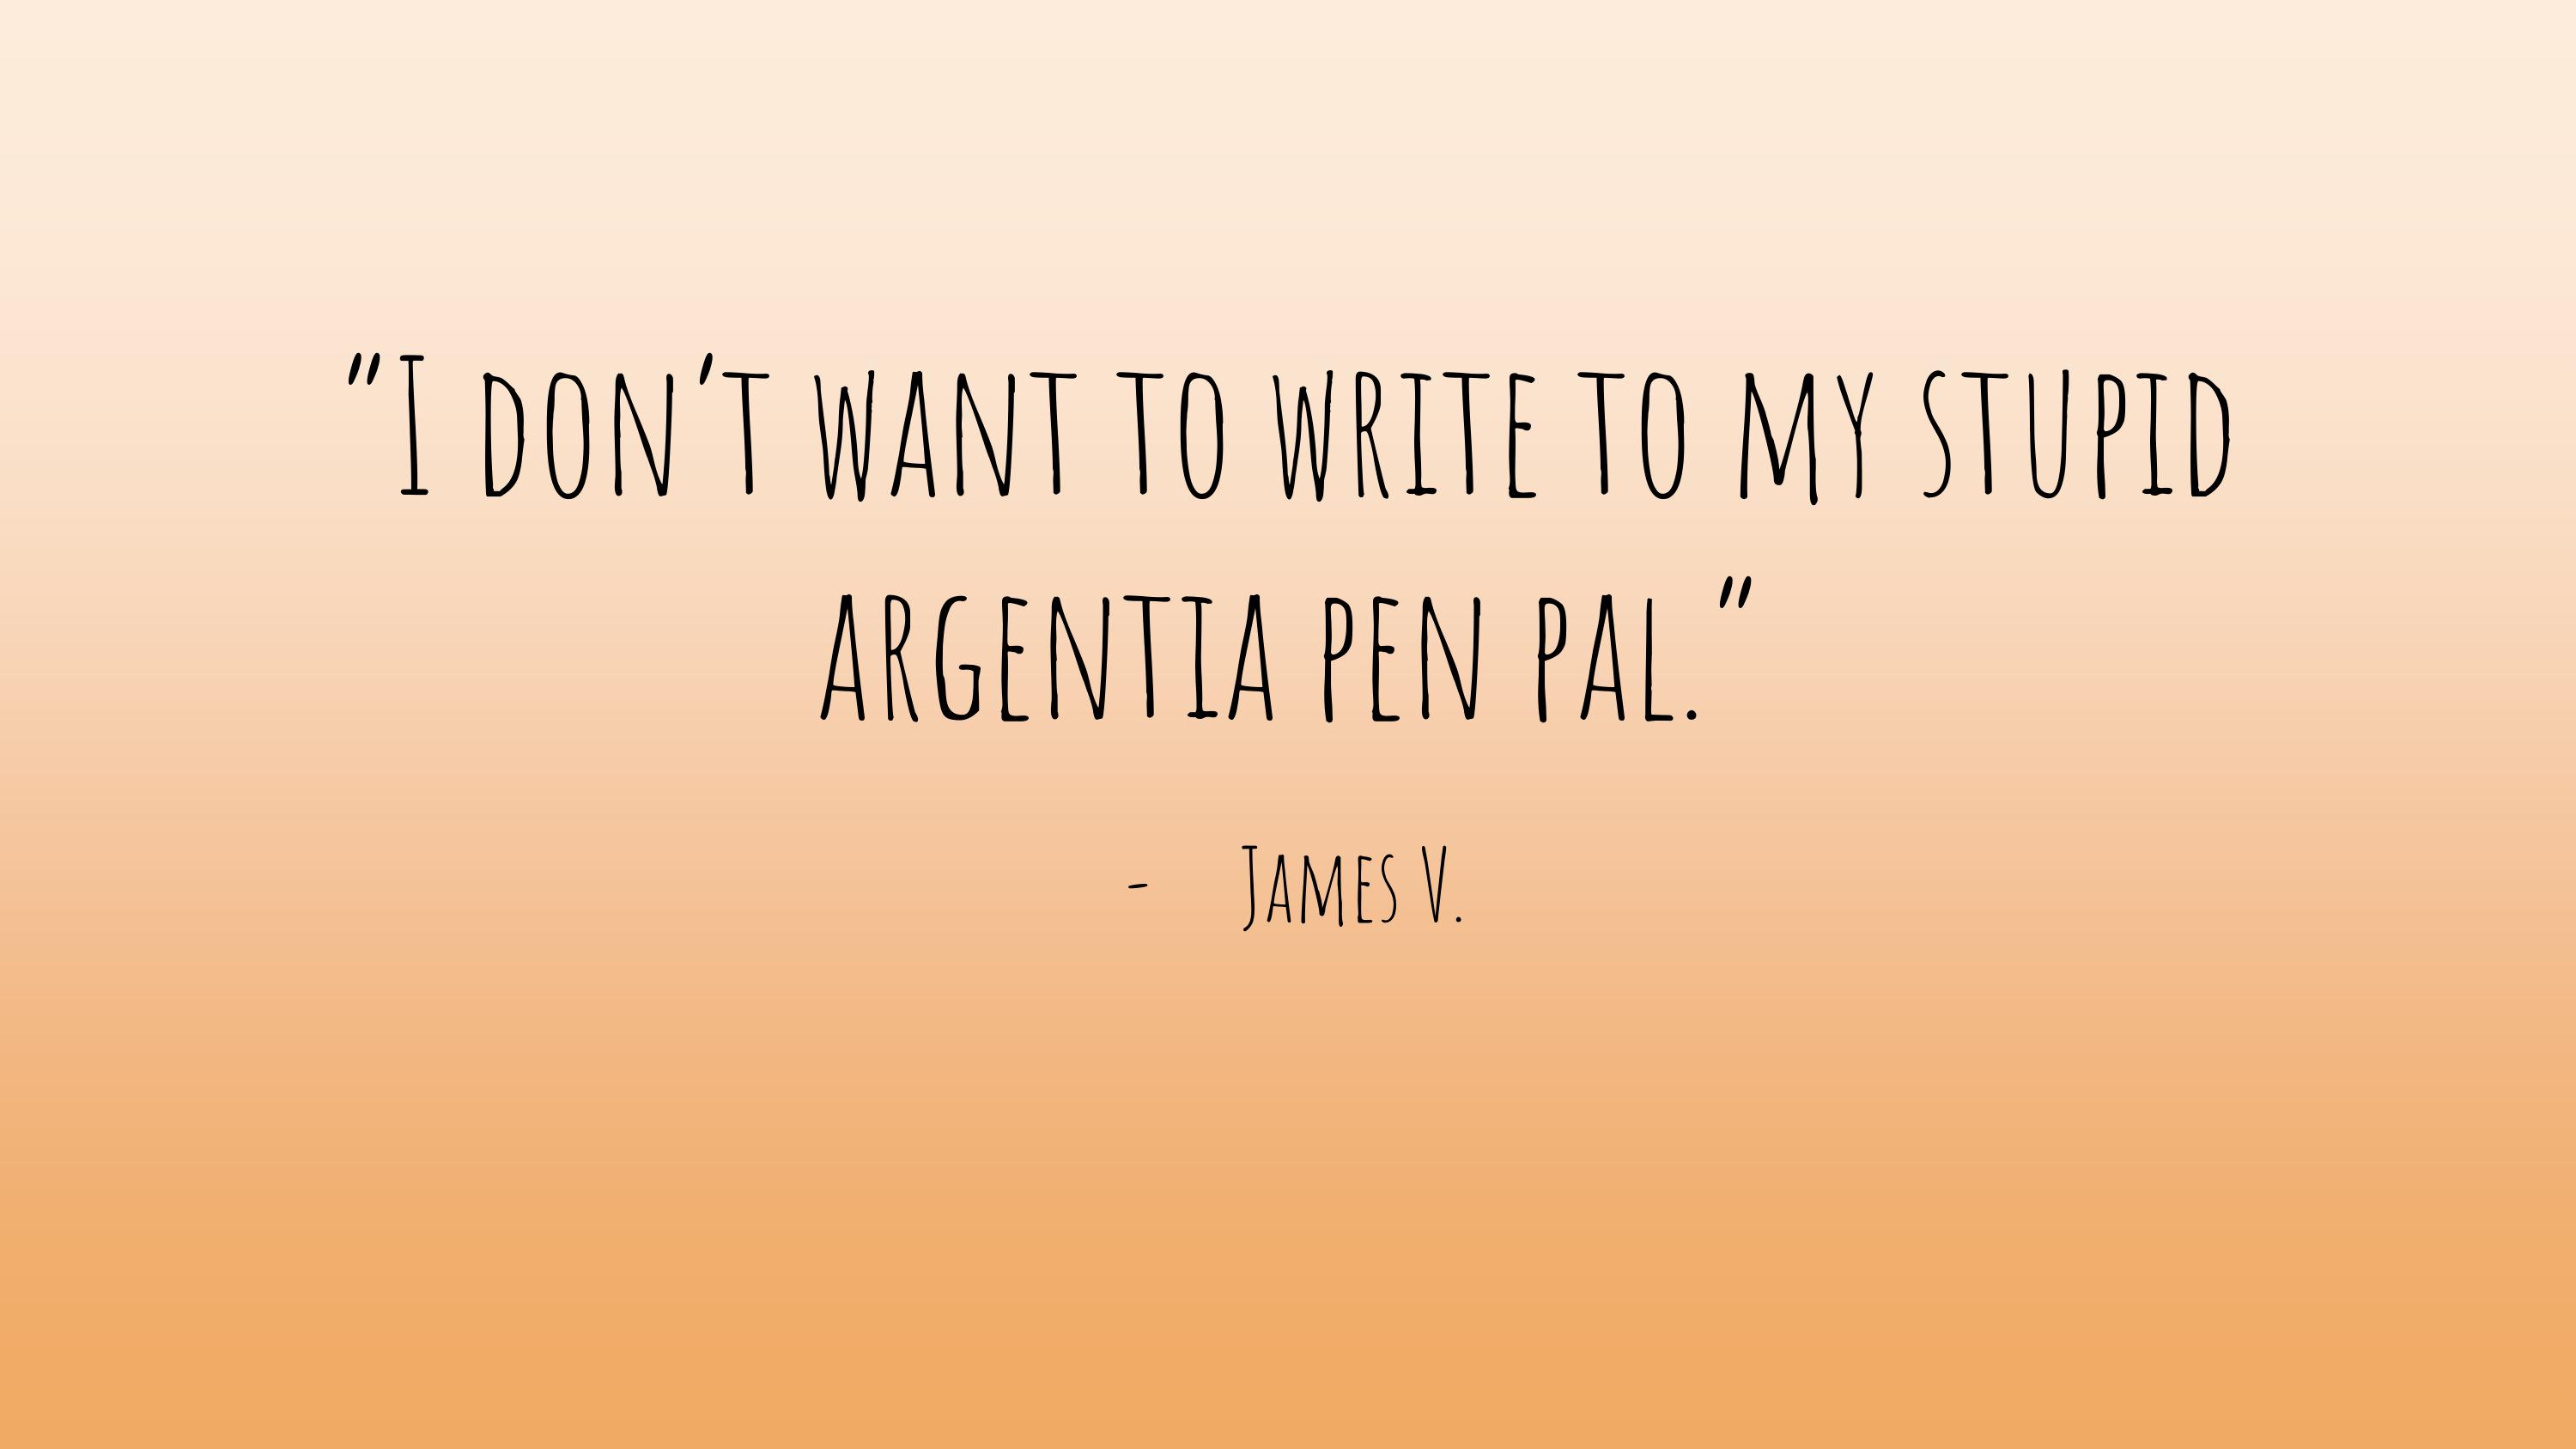 “I don’t want to write to my stupid
argentia pen pal.”
- James V.